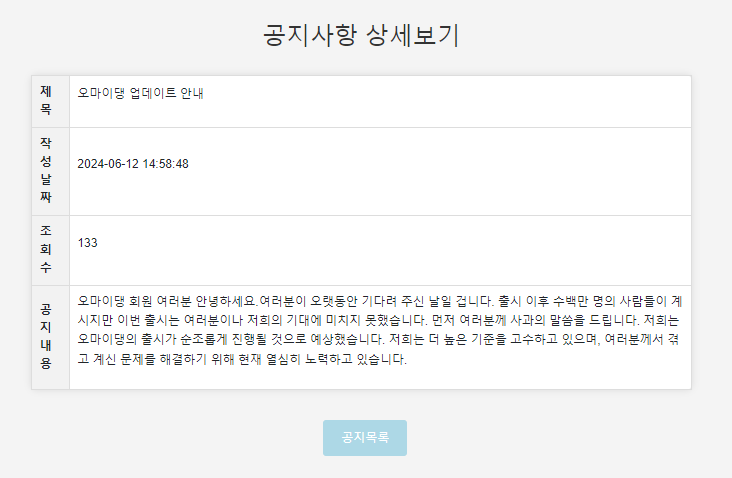 공지사항 상세보기
제
목
오마이댕 업데이트 안내
작
성
날
짜
2024-06-12 14:58:48
조
회
수
133
공
지
내
용
오마이댕 회원 여러분 안녕하세요.여러분이 오랫동안 기다려 주신 날일 겁니다. 출시 이후 수백만 명의 사람들이 계
시지만 이번 출시는 여러분이나 저희의 기대에 미치지 못했습니다. 먼저 여러분께 사과의 말씀을 드립니다. 저희는
오마이댕의 출시가 순조롭게 진행될 것으로 예상했습니다. 저희는 더 높은 기준을 고수하고 있으며, 여러분께서 겪
고 계신 문제를 해결하기 위해 현재 열심히 노력하고 있습니다.
공지목록